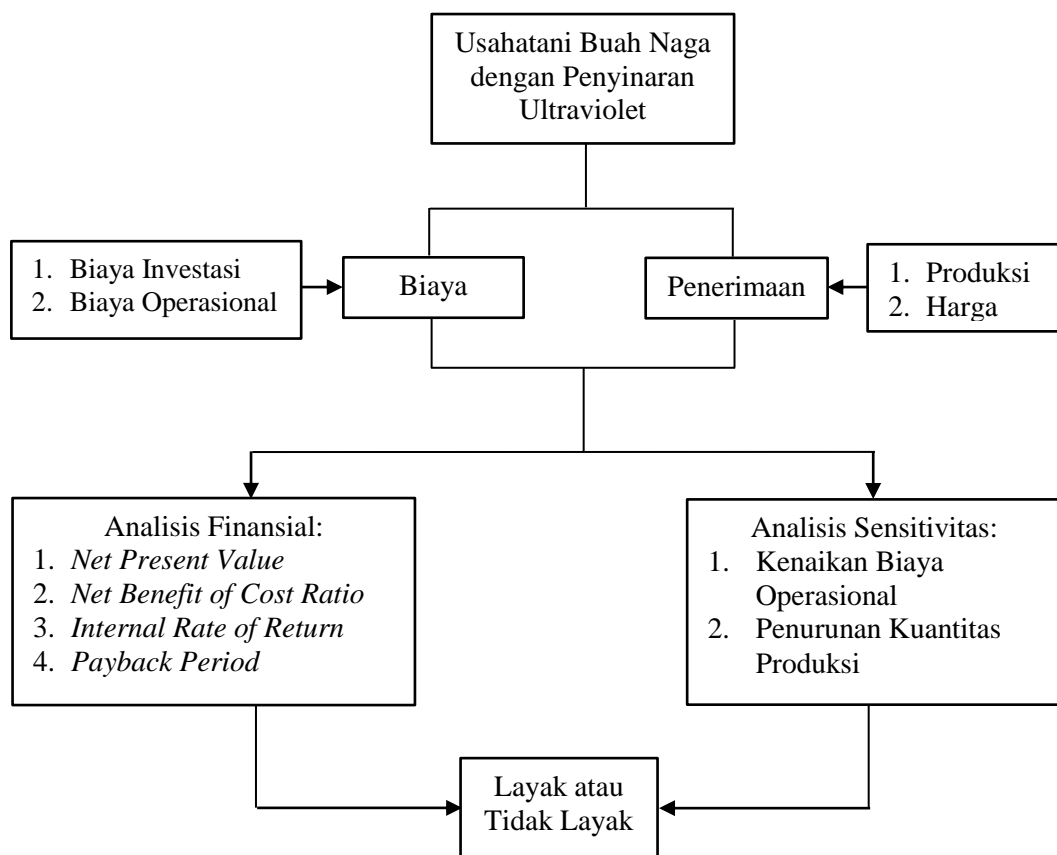 Usahatani Buah Naga
dengan Penyinaran
Ultraviolet
1. Biaya Investasi
2. Biaya Operasional
Biaya
Penerimaan
1. Produksi
2. Harga
Analisis Finansial:
1. Net Present Value
2. Net Benefit of Cost Ratio
3. Internal Rate of Return
4. Payback Period
Analisis Sensitivitas:
1. Kenaikan Biaya
Operasional
2. Penurunan Kuantitas
Produksi
Layak atau
Tidak Layak